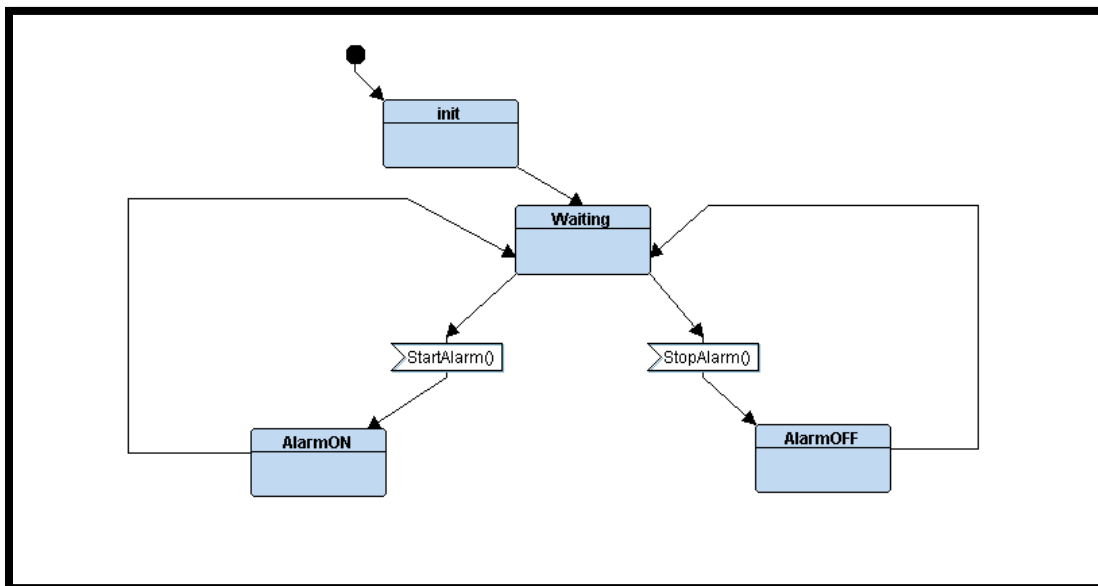 init
Waiting
StartAlarm()
StopAlarm()
AlarmON
AlarmOFF